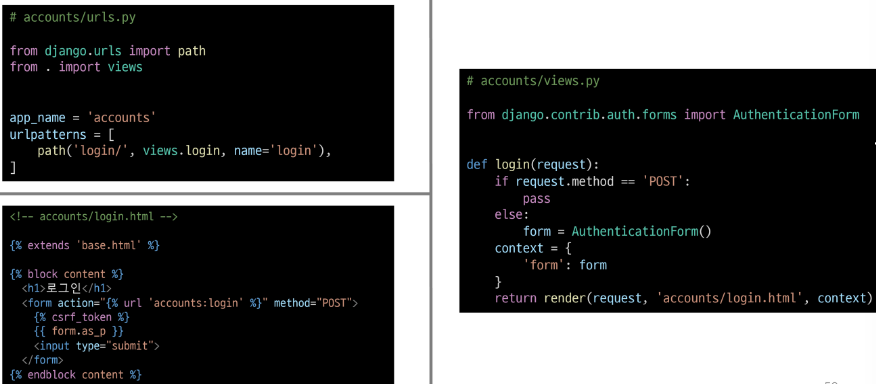 # accounts/urls.py
from django.urls import path
from . import views
app_name = 'accounts'
urlpatterns = [
    path('login/', views.login, name='login'),
]
<!-- accounts/login.html -->
{% extends 'base.html' %}
{% block content %}
  <h1>로그인</h1>
  <form action="{% url 'accounts:login' %}" method="POST">
    {% csrf_token %}
    {{ form.as_p }}
    <input type="submit">
  </form>
{% endblock content %}
# accounts/views.py
from django.contrib.auth.forms import AuthenticationForm
def login(request):
    if request.method == 'POST':
        pass
    else:
        form = AuthenticationForm()
    context = {
        'form': form
    }
    return render(request, 'accounts/login.html', context)